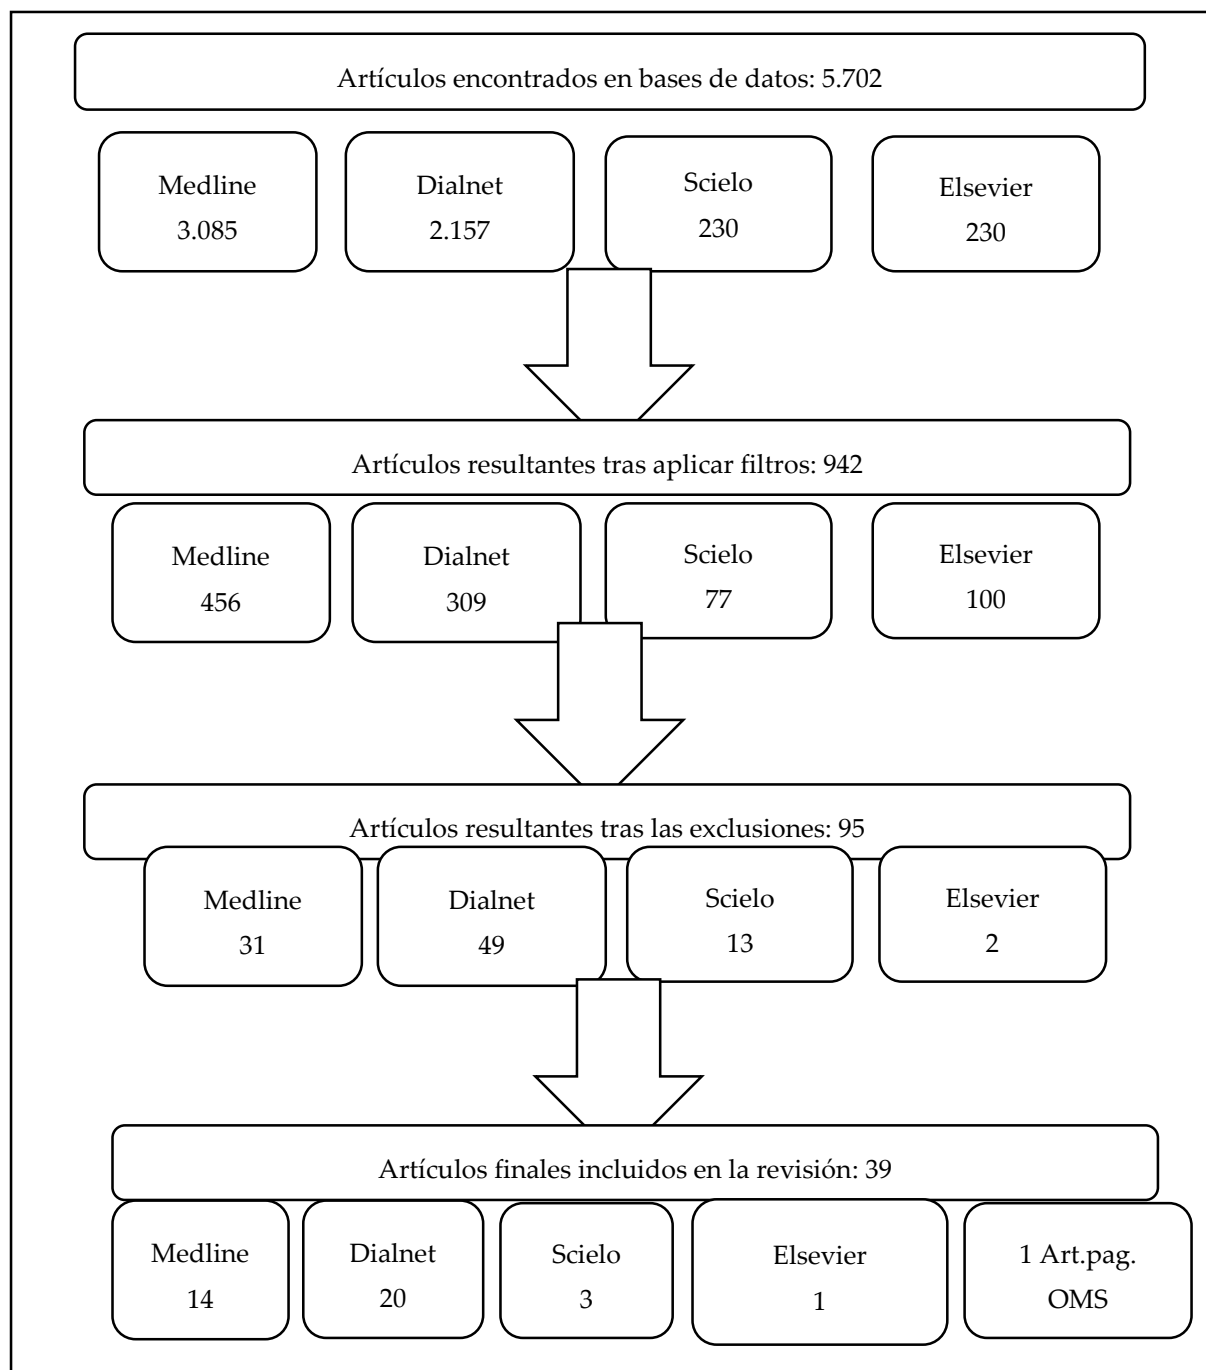 Artículos encontrados en bases de datos: 5.702
Medline
3.085
Dialnet
2.157
Scielo
230
Elsevier
230
Artículos resultantes tras aplicar filtros: 942
Medline
456
Dialnet
309
Scielo
77
Elsevier
100
Artículos resultantes tras las exclusiones: 95
Medline
31
Dialnet
49
Scielo
13
Elsevier
2
Artículos finales incluidos en la revisión: 39
Medline
14
Dialnet
20
Scielo
3
Elsevier
1
1 Art.pag.
OMS